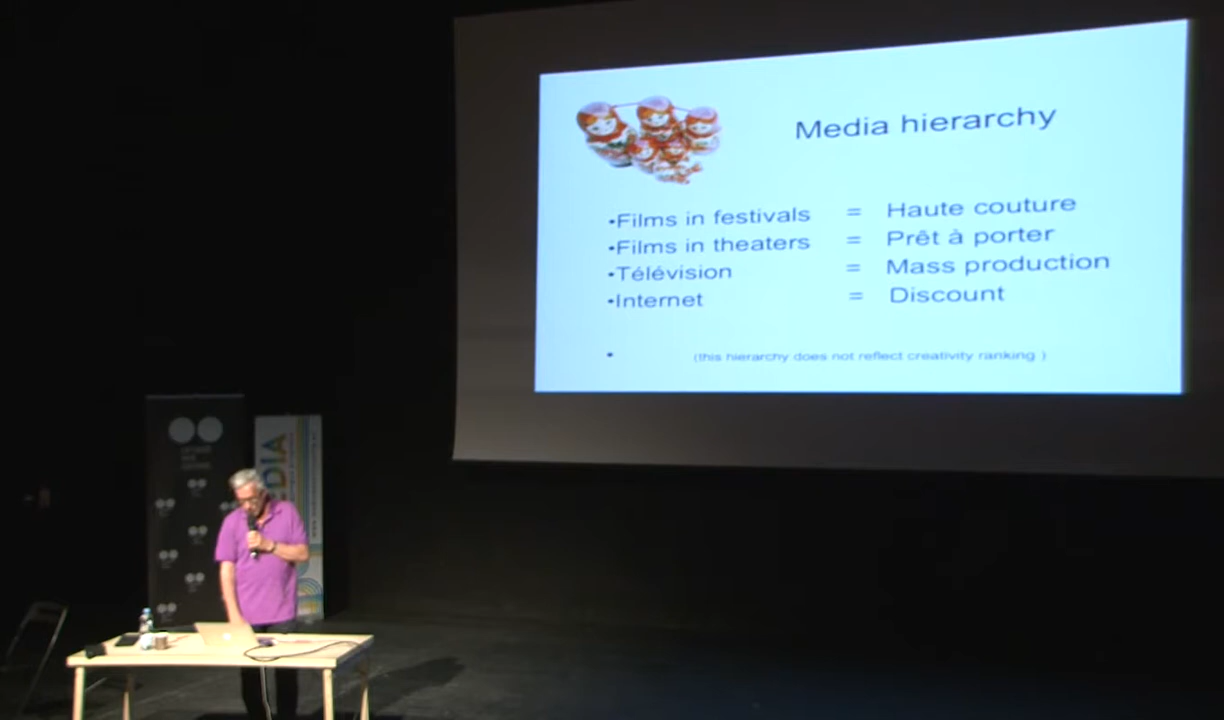 Media hierarchy
•Films in festivals = Haute couture
•Films in theaters = Prêt à porter
•Télévision = Mass production
•Internet = Discount
• (this hierarchy does not reflect creativity ranking )
EDIA